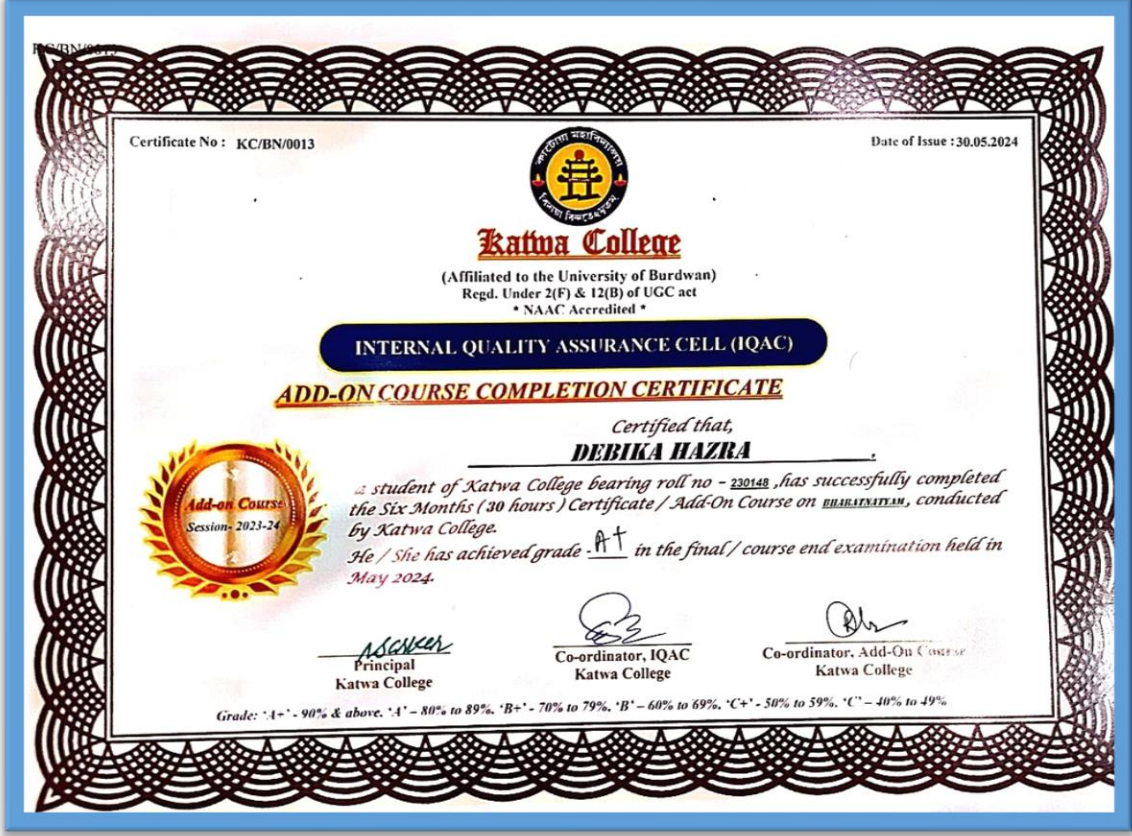 KC/BN/0013
Certificate No : KC/BN/0013
Date of Issue : 30.05.2024
কাটোয়া মহাবিদ্যালয়
Katwa College
(Affiliated to the University of Burdwan)
Regd. Under 2(F) & 12(B) of UGC act
* NAAC Accredited *
INTERNAL QUALITY ASSURANCE CELL (IQAC)
ADD-ON COURSE COMPLETION CERTIFICATE
Certified that,
DEBIKA HAZRA .
a student of Katwa College bearing roll no - 230148 ,has successfully completed
the Six Months ( 30 hours ) Certificate / Add-On Course on BHARATNATYAM, conducted
by Katwa College.
He / She has achieved grade - A+ in the final / course end examination held in
May 2024.
Add-on Course
Session- 2023-24
Principal
Katwa College
Co-ordinator, IQAC
Katwa College
Co-ordinator, Add-On Course
Katwa College
Grade: 'A+' - 90% & above, 'A' – 80% to 89%, 'B+' - 70% to 79%, 'B' – 60% to 69%, 'C+' - 50% to 59%, 'C' – 40% to 49%